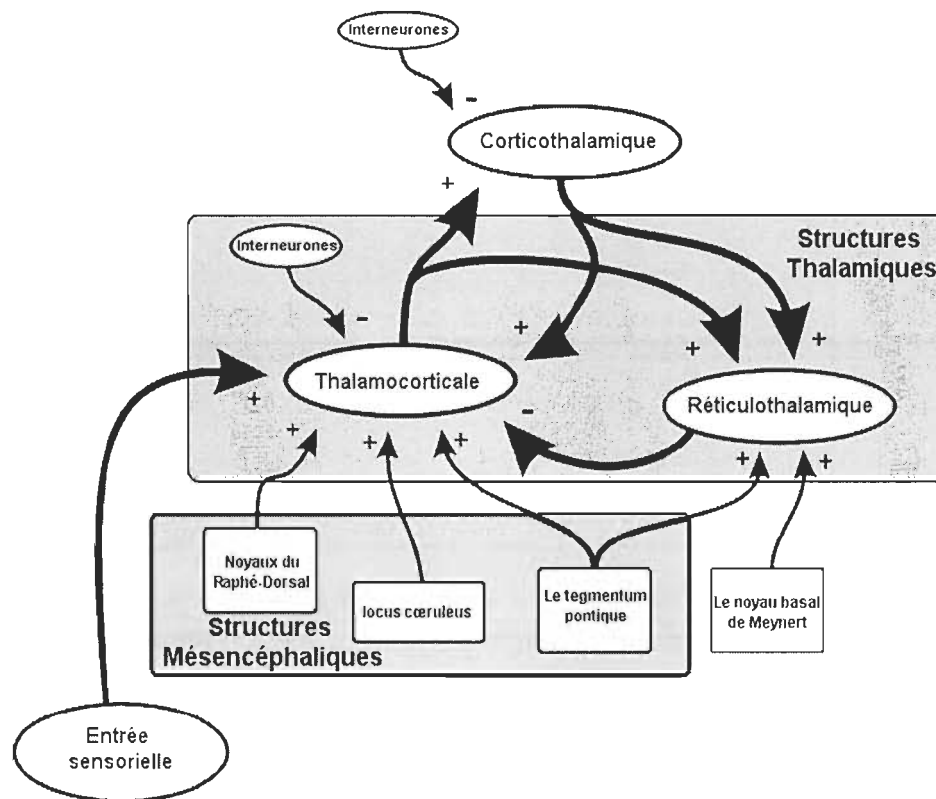 Interneurones
-
Corticothalamique
+
Structures
Thalamiques
Interneurones
-
+
+
+
Thalamocorticale
Réticulothalamique
+
-
+
+
+
+
+
Noyaux du
Raphé-Dorsal
locus cœruleus
Le tegmentum
pontique
Le noyau basal
de Meynert
Structures
Mésencéphaliques
Entrée
sensorielle